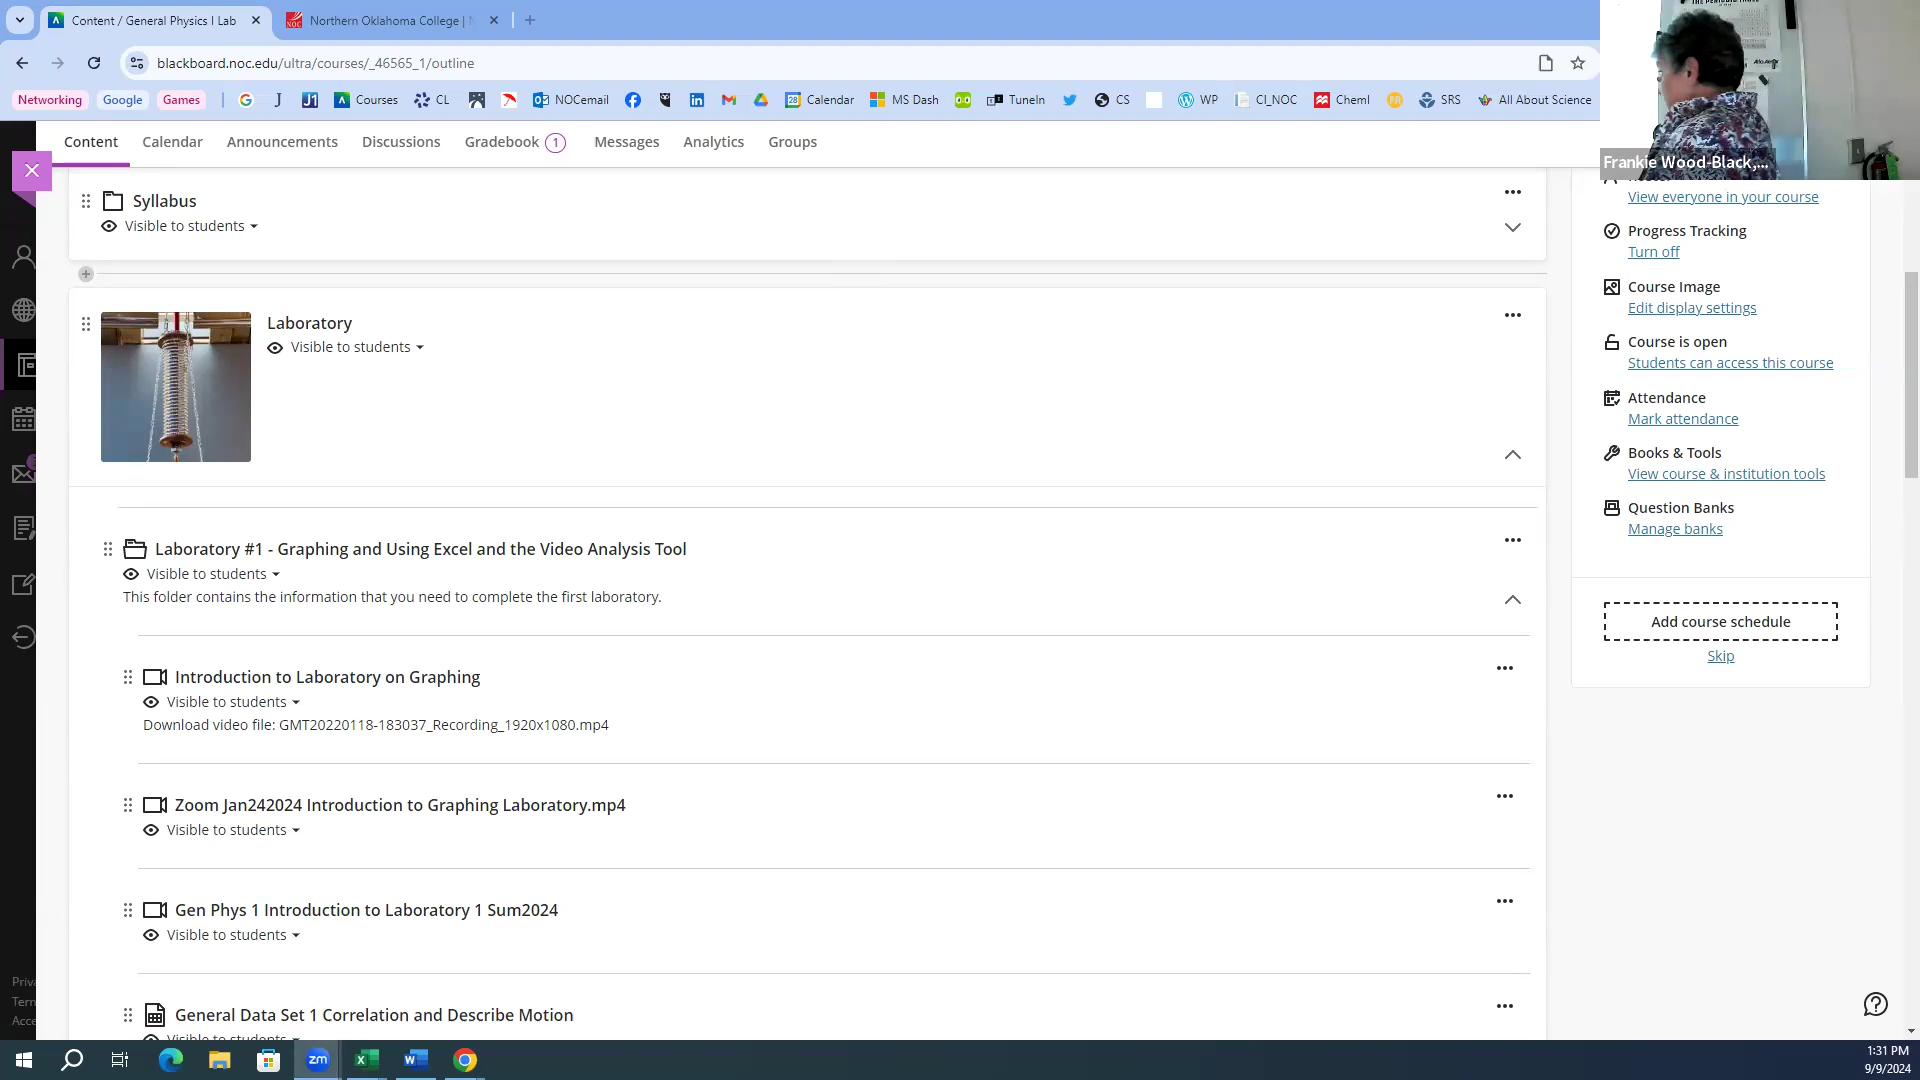 Content / General Physics I Lab
Northern Oklahoma College |
blackboard.noc.edu/ultra/courses/_46565_1/outline
Networking
Google
Games
Courses
CL
NOCemail
Calendar
MS Dash
TuneIn
CS
WP
CI_NOC
Cheml
SRS
All About Science
Frankie Wood-Black,...
Content
Calendar
Announcements
Discussions
Gradebook 1
Messages
Analytics
Groups
Syllabus
Visible to students
Laboratory
Visible to students
Laboratory #1 - Graphing and Using Excel and the Video Analysis Tool
Visible to students
This folder contains the information that you need to complete the first laboratory.
Introduction to Laboratory on Graphing
Visible to students
Download video file: GMT20220118-183037_Recording_1920x1080.mp4
Zoom Jan242024 Introduction to Graphing Laboratory.mp4
Visible to students
Gen Phys 1 Introduction to Laboratory 1 Sum2024
Visible to students
General Data Set 1 Correlation and Describe Motion
Visible to students
View everyone in your course
Progress Tracking
Turn off
Course Image
Edit display settings
Course is open
Students can access this course
Attendance
Mark attendance
Books & Tools
View course & institution tools
Question Banks
Manage banks
Add course schedule
Skip
Priva
Term
Acce
1:31 PM
9/9/2024